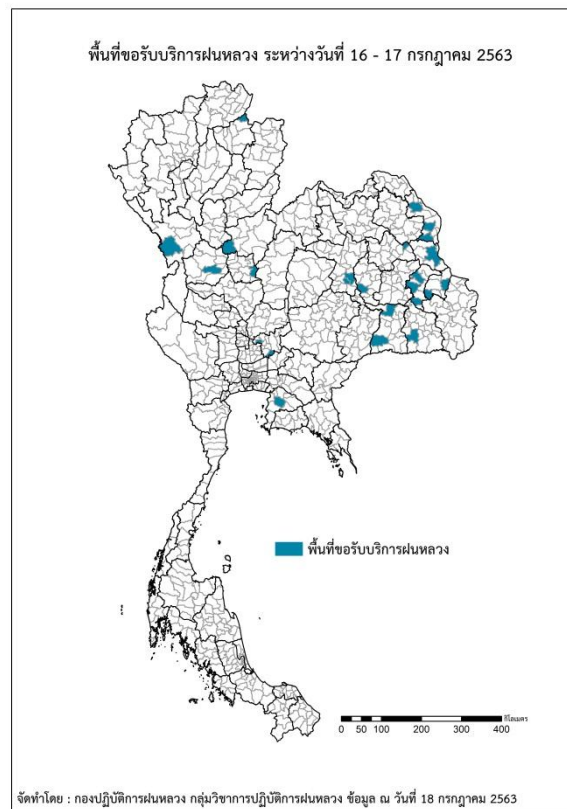 พื้นที่ขอรับบริการฝนหลวง ระหว่างวันที่ 16 - 17 กรกฎาคม 2563
พื้นที่ขอรับบริการฝนหลวง
กิโลเมตร
0 50 100 200 300 400
จัดทำโดย : กองปฏิบัติการฝนหลวง กลุ่มวิชาการปฏิบัติการฝนหลวง ข้อมูล ณ วันที่ 18 กรกฎาคม 2563